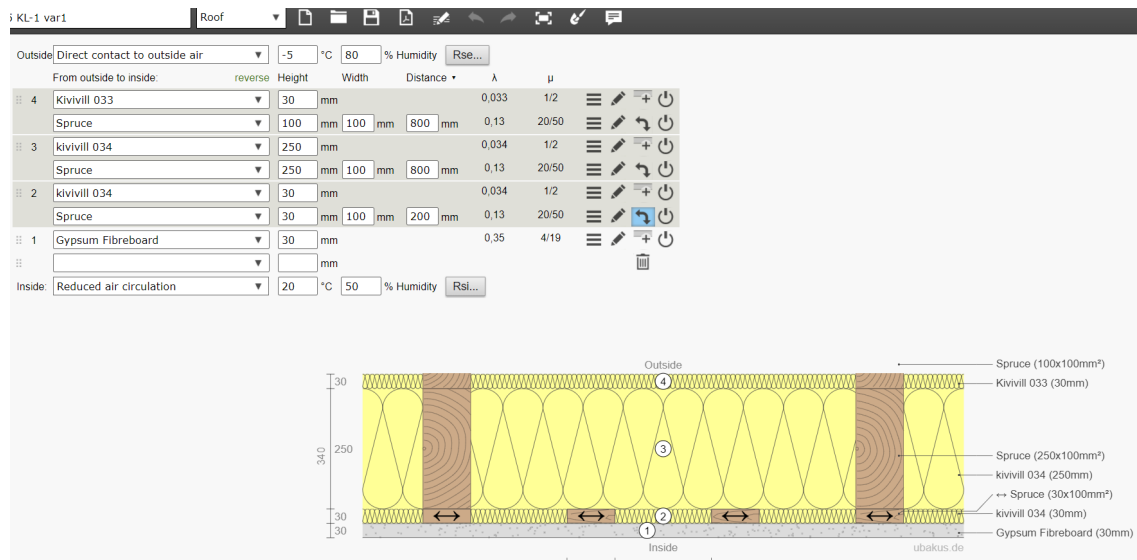 5 KL-1 var1 Roof
Outside Direct contact to outside air -5 °C 80 % Humidity Rse...
From outside to inside: reverse Height Width Distance λ μ
4 Kivivill 033 30 mm 0,033 1/2
Spruce 100 mm 100 mm 800 mm 0,13 20/50
3 kivivill 034 250 mm 0,034 1/2
Spruce 250 mm 100 mm 800 mm 0,13 20/50
2 kivivill 034 30 mm 0,034 1/2
Spruce 30 mm 100 mm 200 mm 0,13 20/50
1 Gypsum Fibreboard 30 mm 0,35 4/19
mm
Inside: Reduced air circulation 20 °C 50 % Humidity Rsi...
Outside
Spruce (100x100mm²)
30 4 Kivivill 033 (30mm)
340 250 3 Spruce (250x100mm²)
kivivill 034 (250mm)
↔ Spruce (30x100mm²)
30 2 kivivill 034 (30mm)
30 1 Gypsum Fibreboard (30mm)
Inside ubakus.de